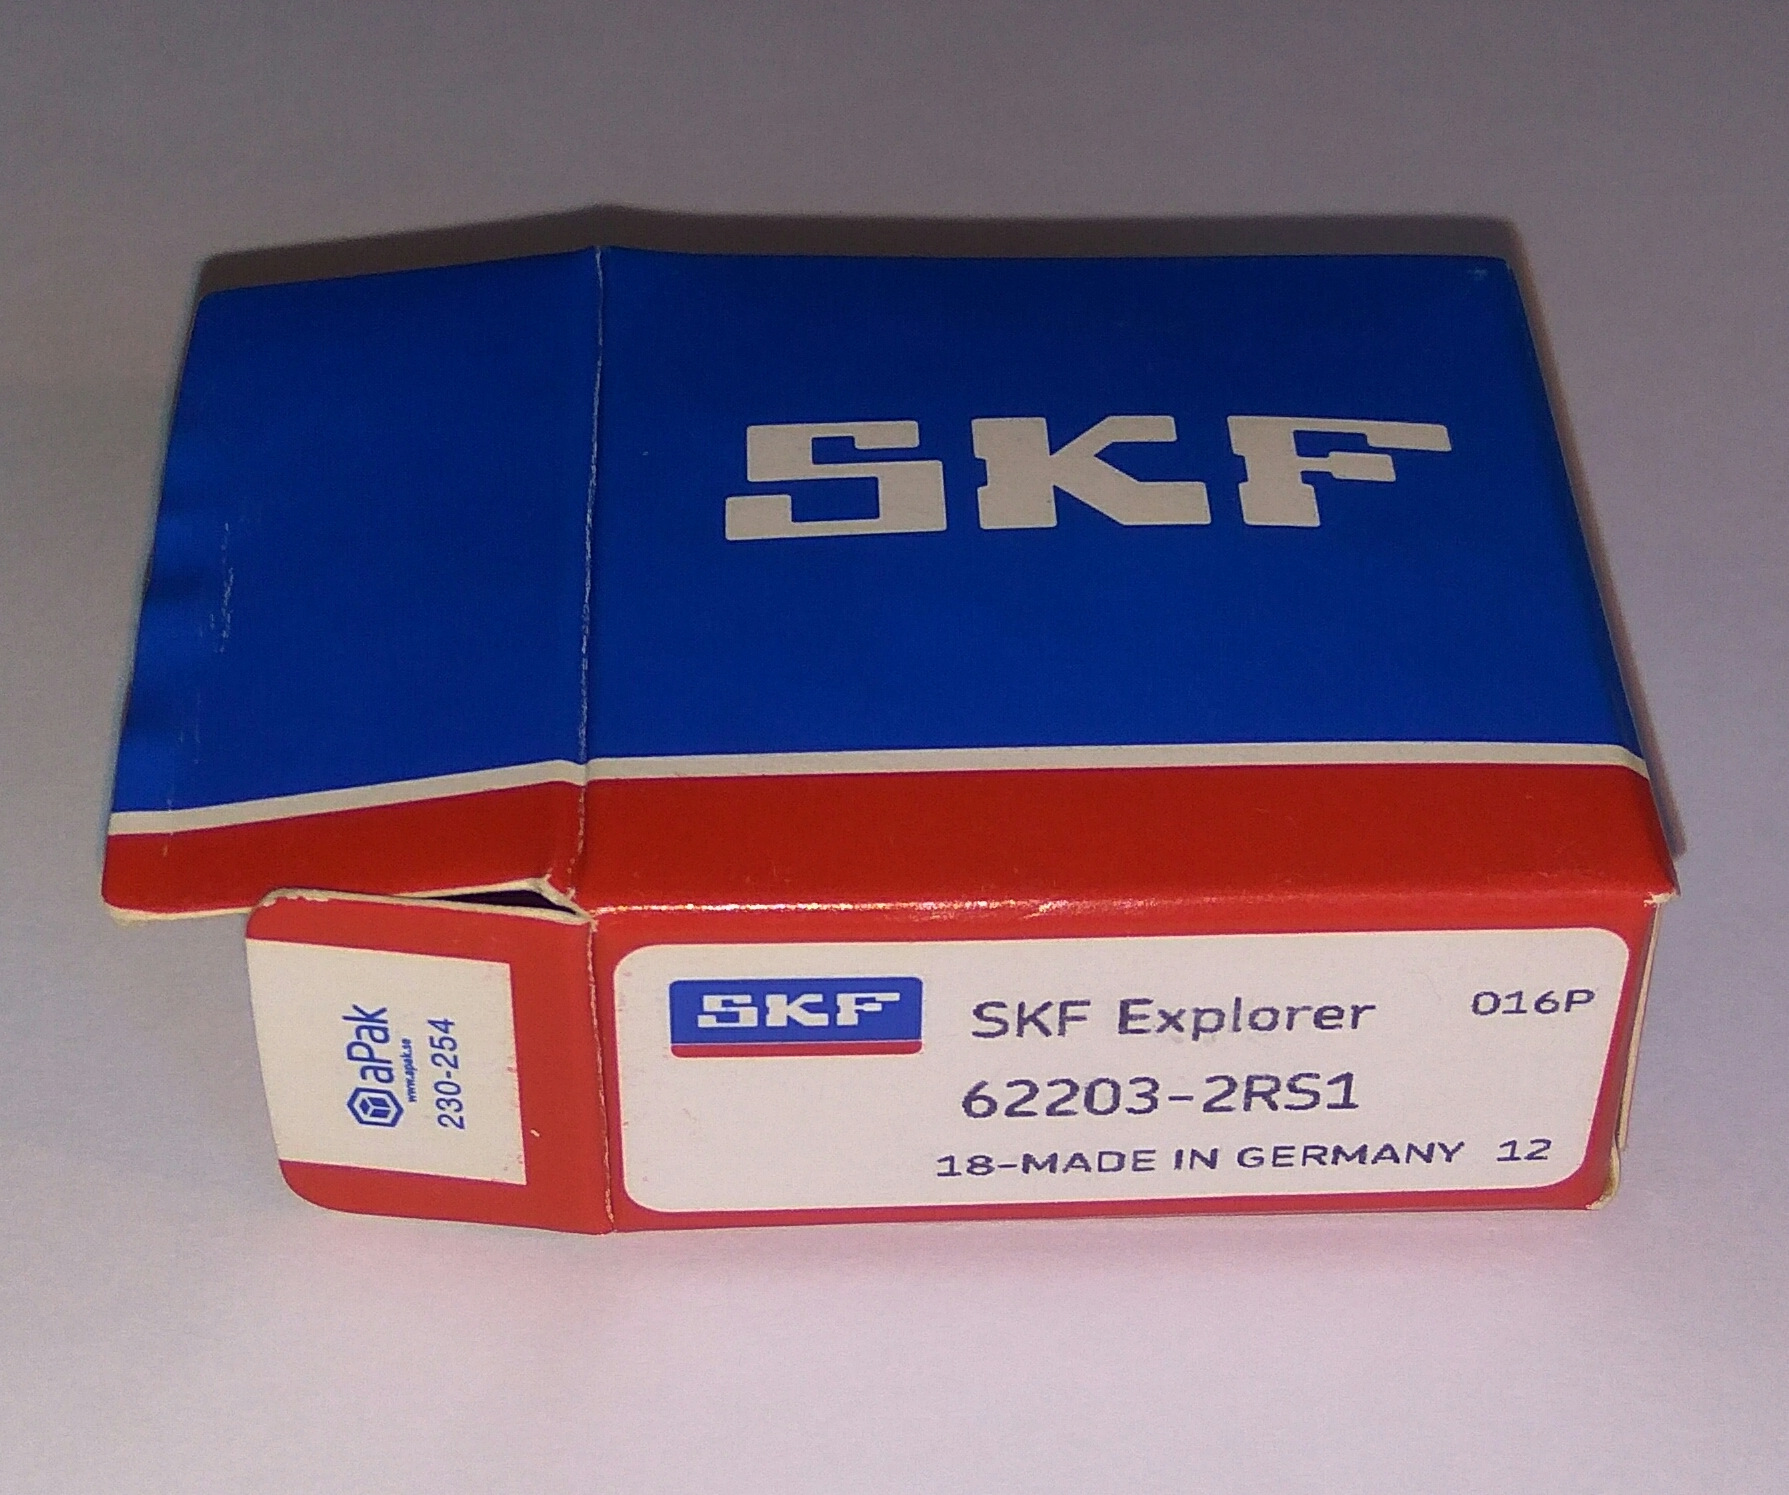 SKF
SKF
SKF Explorer
016P
62203-2RS1
18-MADE IN GERMANY 12
aPak
www.apak.se
230-254